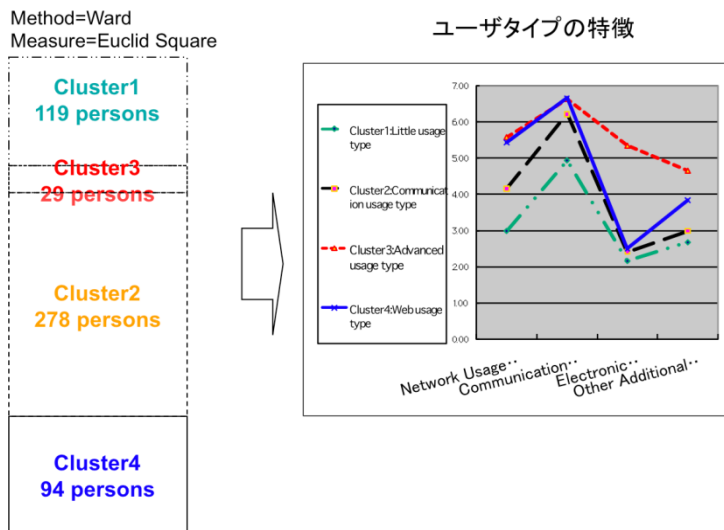 Method=Ward
Measure=Euclid Square
Cluster1
119 persons
Cluster3
29 persons
Cluster2
278 persons
Cluster4
94 persons
ユーザタイプの特徴
Cluster1:Little usage
type
Cluster2:Communicat
ion usage type
Cluster3:Advanced
usage type
Cluster4:Web usage
type
7.00
6.00
5.00
4.00
3.00
2.00
1.00
0.00
Network Usage‥
Communication‥
Electronic‥
Other Additional‥